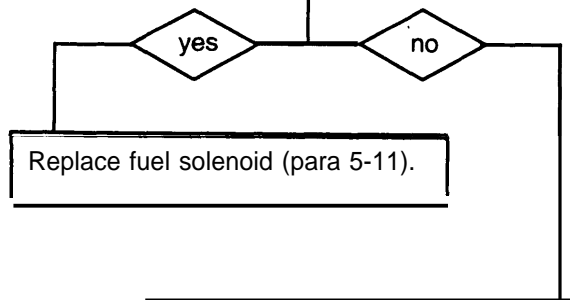 yes no
Replace fuel solenoid (para 5-11).